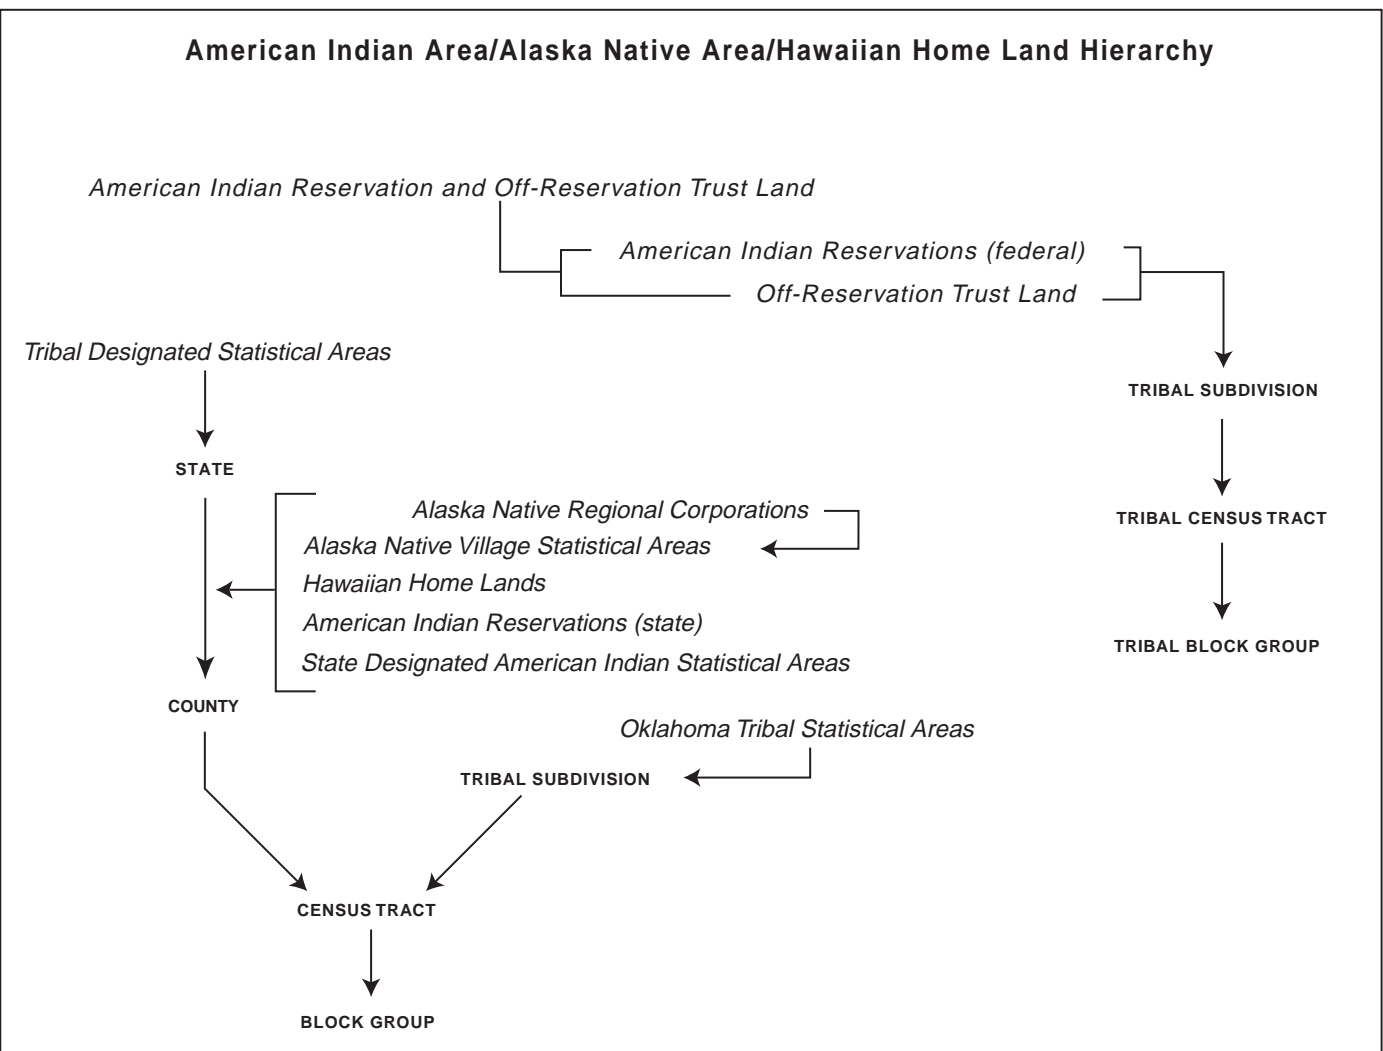 American Indian Area/Alaska Native Area/Hawaiian Home Land Hierarchy
American Indian Reservation and Off-Reservation Trust Land
American Indian Reservations (federal)
Off-Reservation Trust Land
Tribal Designated Statistical Areas
TRIBAL SUBDIVISION
STATE
Alaska Native Regional Corporations
TRIBAL CENSUS TRACT
Alaska Native Village Statistical Areas
Hawaiian Home Lands
American Indian Reservations (state)
TRIBAL BLOCK GROUP
State Designated American Indian Statistical Areas
COUNTY
Oklahoma Tribal Statistical Areas
TRIBAL SUBDIVISION
CENSUS TRACT
BLOCK GROUP